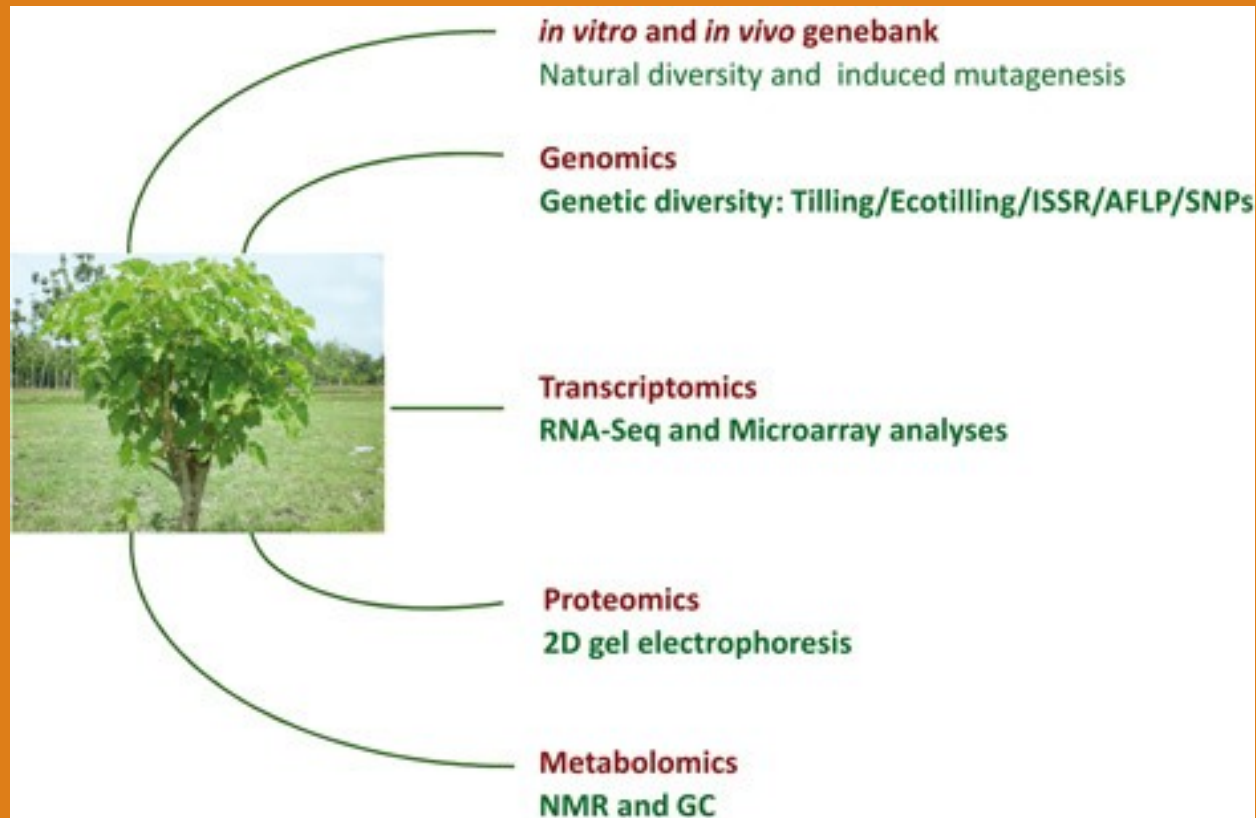 in vitro and in vivo genebank
Natural diversity and induced mutagenesis
Genomics
Genetic diversity: Tilling/Ecotilling/ISSR/AFLP/SNPs
Transcriptomics
RNA-Seq and Microarray analyses
Proteomics
2D gel electrophoresis
Metabolomics
NMR and GC